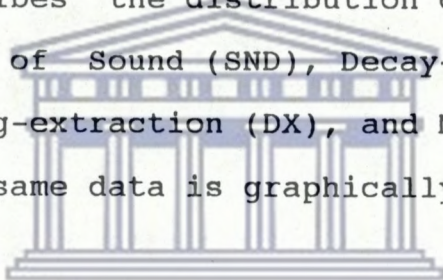 the distribution
of Sound (SND), Decay-
-extraction (DX), and
same data is graphically